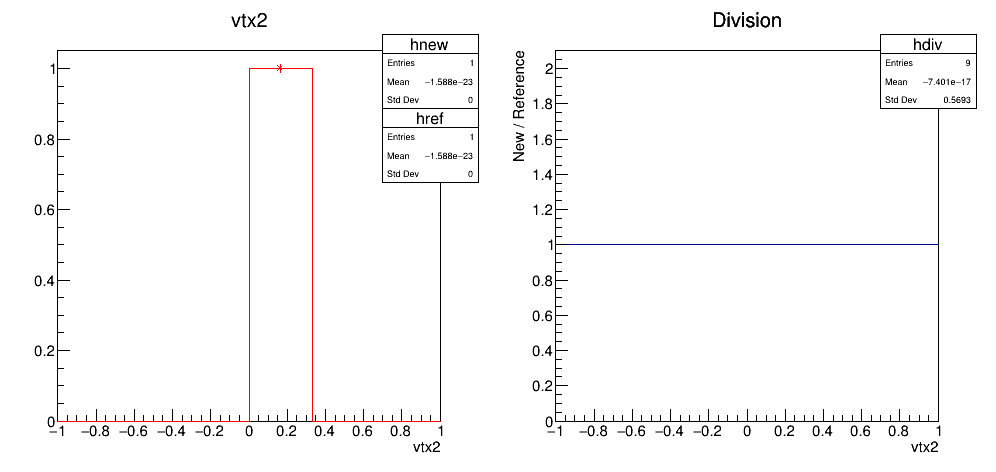 vtx2
hnew
Entries 1
Mean −1.588e−23
Std Dev 0
href
Entries 1
Mean −1.588e−23
Std Dev 0
1
0.8
0.6
0.4
0.2
0
−1 −0.8 −0.6 −0.4 −0.2 0 0.2 0.4 0.6 0.8 1
vtx2
Division
hdiv
Entries 9
Mean −7.401e−17
Std Dev 0.5693
New / Reference
2
1.8
1.6
1.4
1.2
1
0.8
0.6
0.4
0.2
0
−1 −0.8 −0.6 −0.4 −0.2 0 0.2 0.4 0.6 0.8 1
vtx2